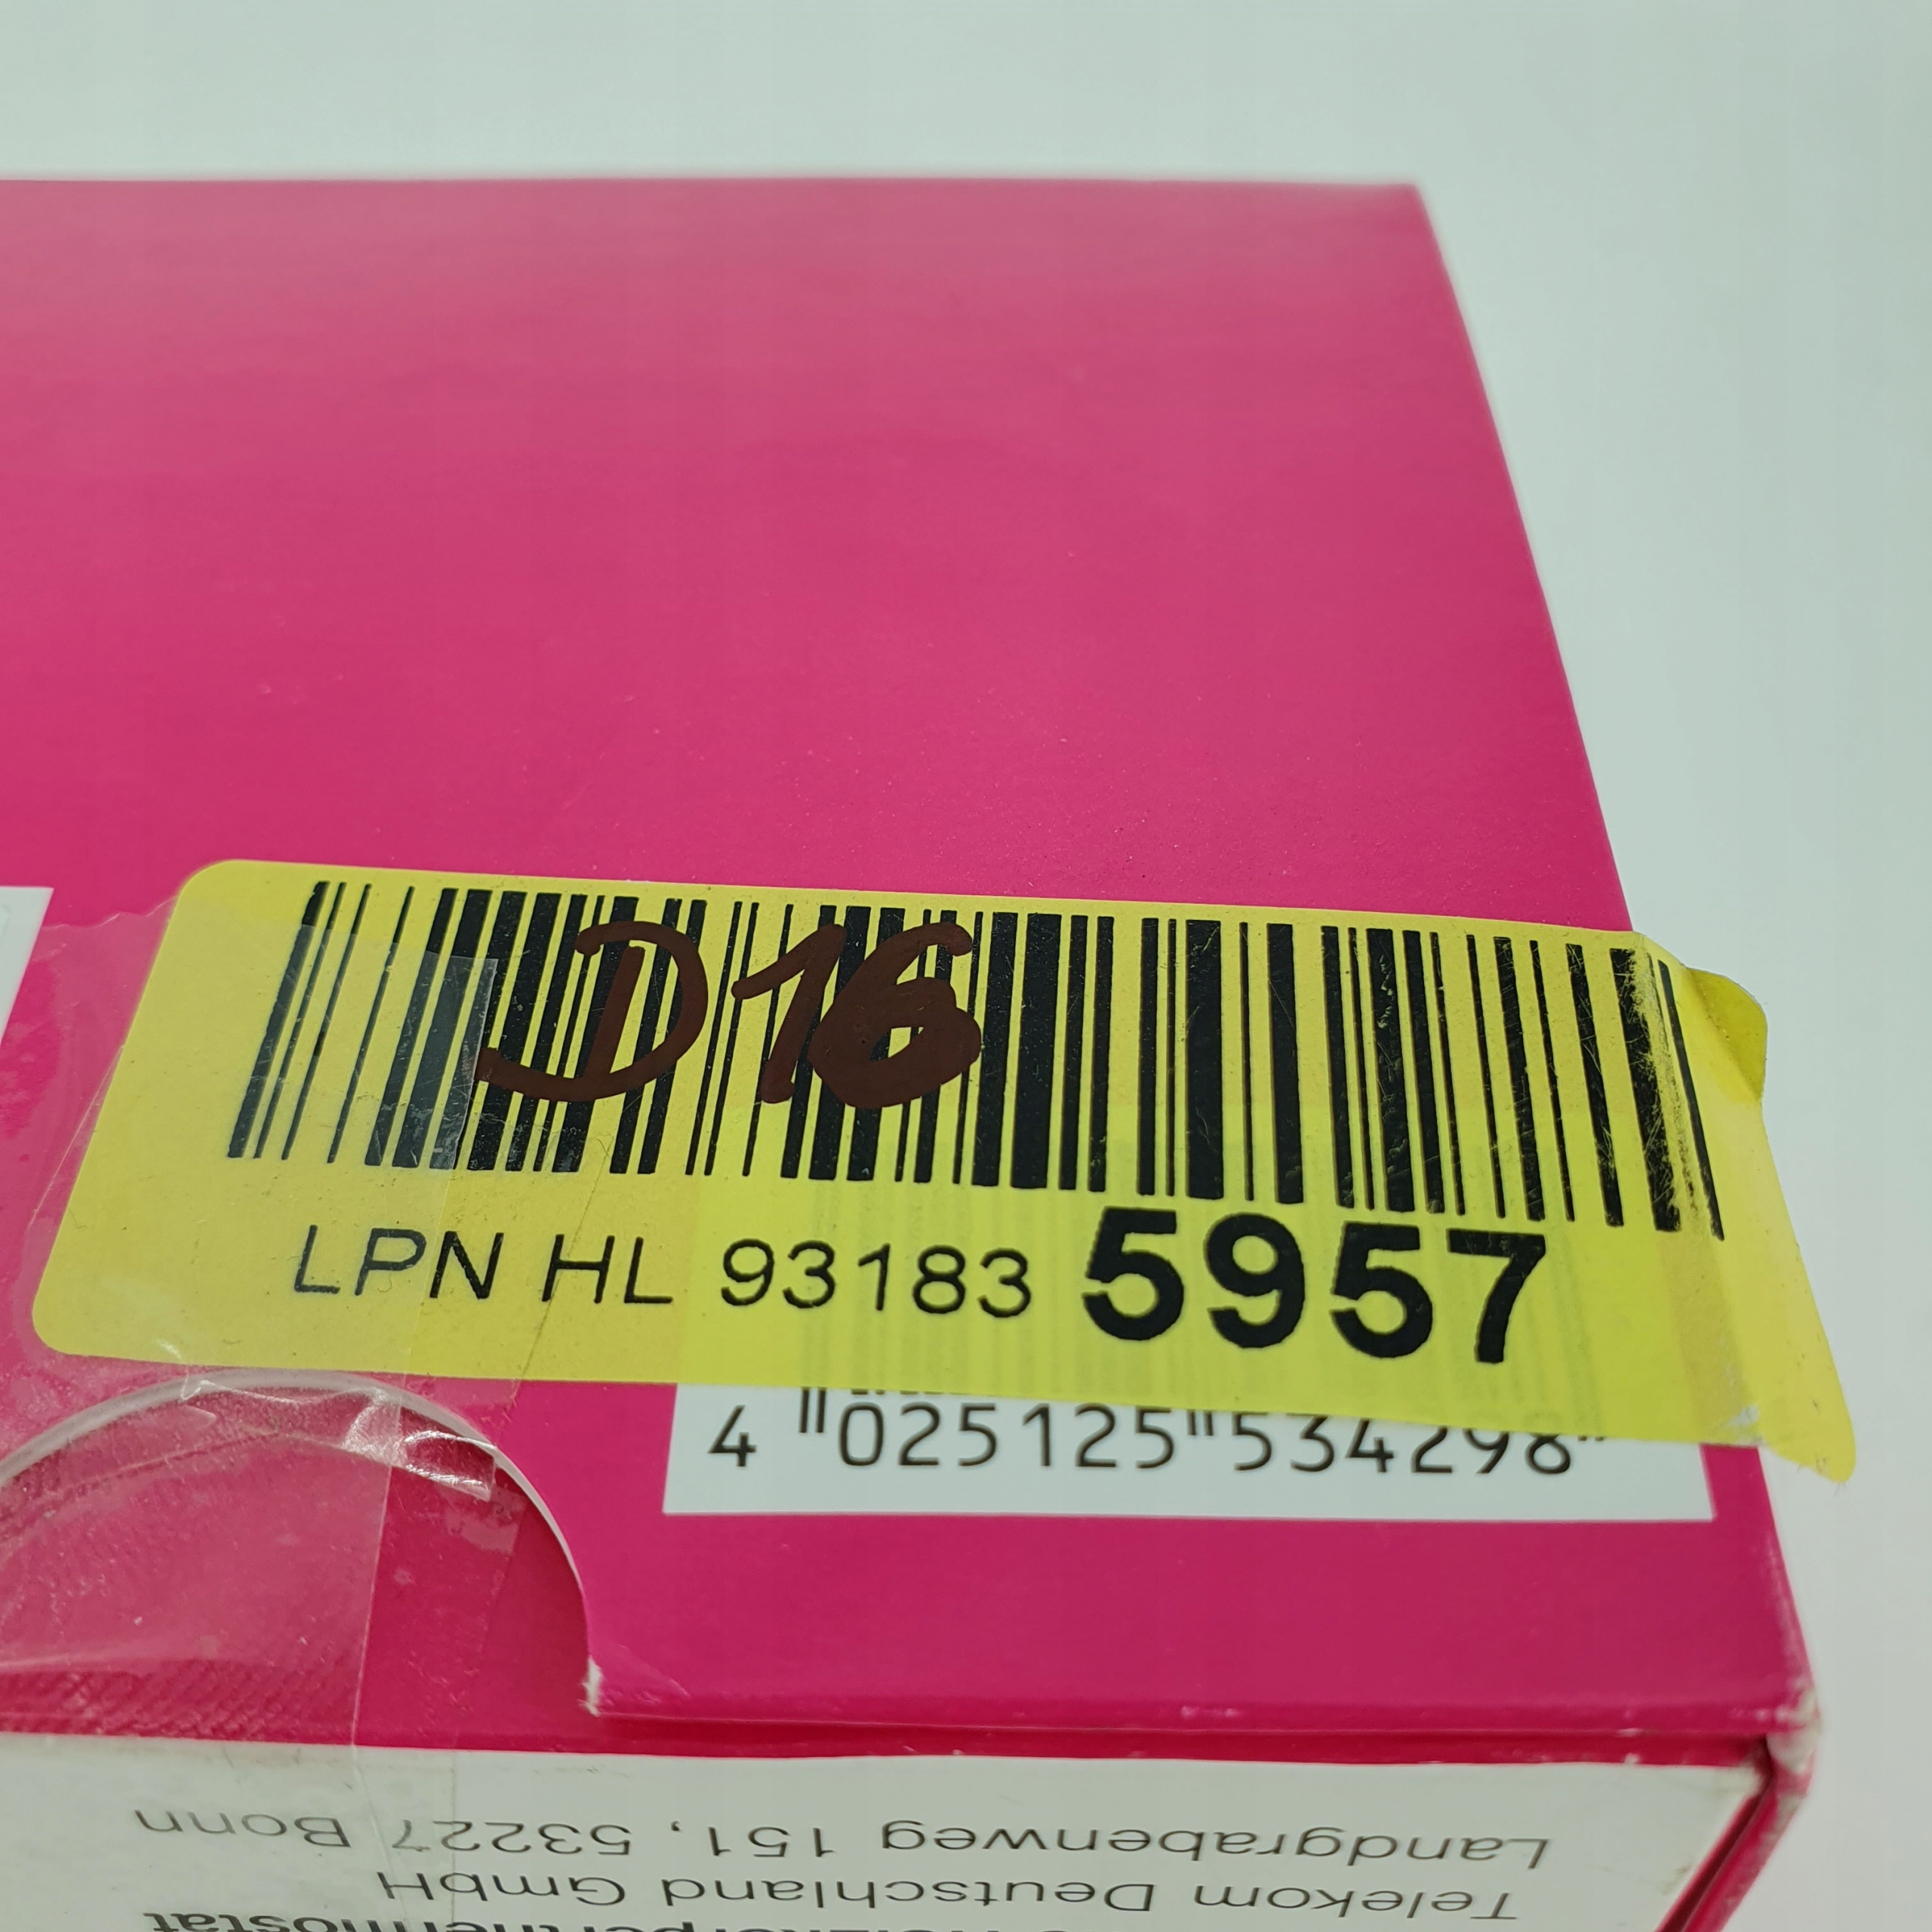 D16
LPN HL 93183 5957
4 025125 534298
Landgrabenweg 151, 53227 Bonn
Telekom Deutschland GmbH